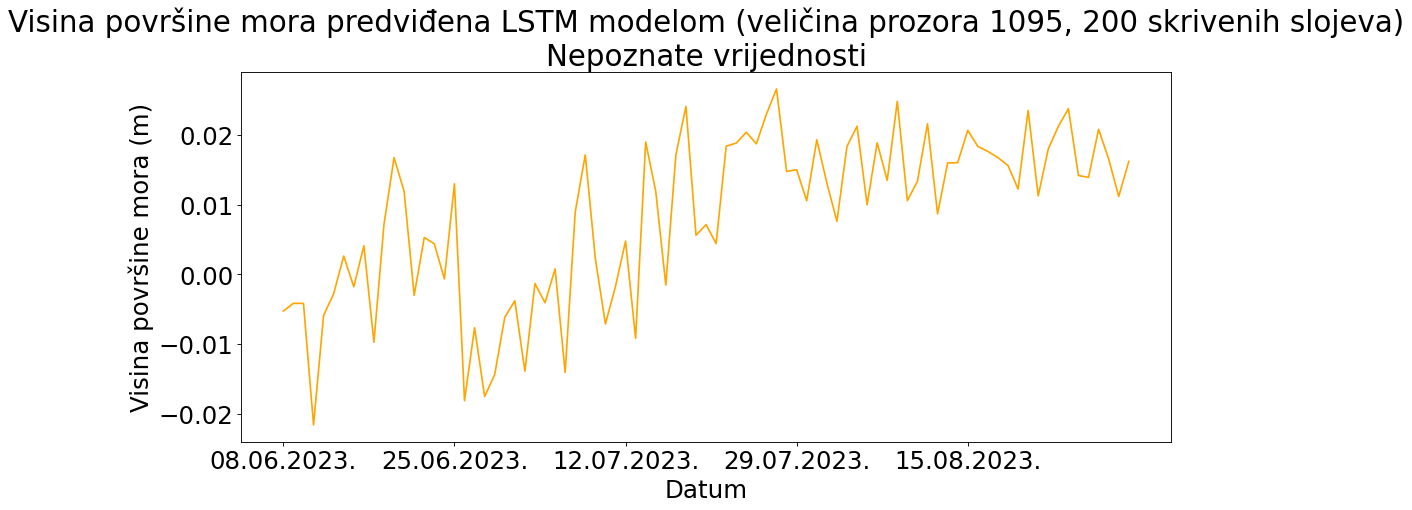 Visina površine mora predviđena LSTM modelom (veličina prozora 1095, 200 skrivenih slojeva)
Nepoznate vrijednosti
Visina površine mora (m)
0.02
0.01
0.00
−0.01
−0.02
08.06.2023. 25.06.2023. 12.07.2023. 29.07.2023. 15.08.2023.
Datum